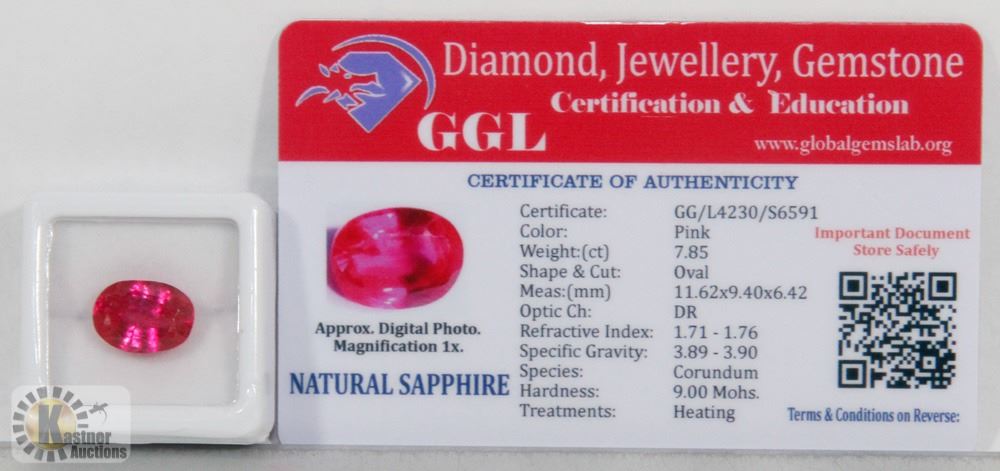 Diamond, Jewellery, Gemstone
Certification & Education
GGL
www.globalgemslab.org
CERTIFICATE OF AUTHENTICITY
Certificate: GG/L4230/S6591
Color: Pink
Weight:(ct) 7.85
Shape & Cut: Oval
Meas:(mm) 11.62x9.40x6.42
Optic Ch: DR
Refractive Index: 1.71 - 1.76
Specific Gravity: 3.89 - 3.90
Species: Corundum
Hardness: 9.00 Mohs.
Treatments: Heating
Approx. Digital Photo.
Magnification 1x.
NATURAL SAPPHIRE
Important Document
Store Safely
Terms & Conditions on Reverse:
Kastner
Auctions